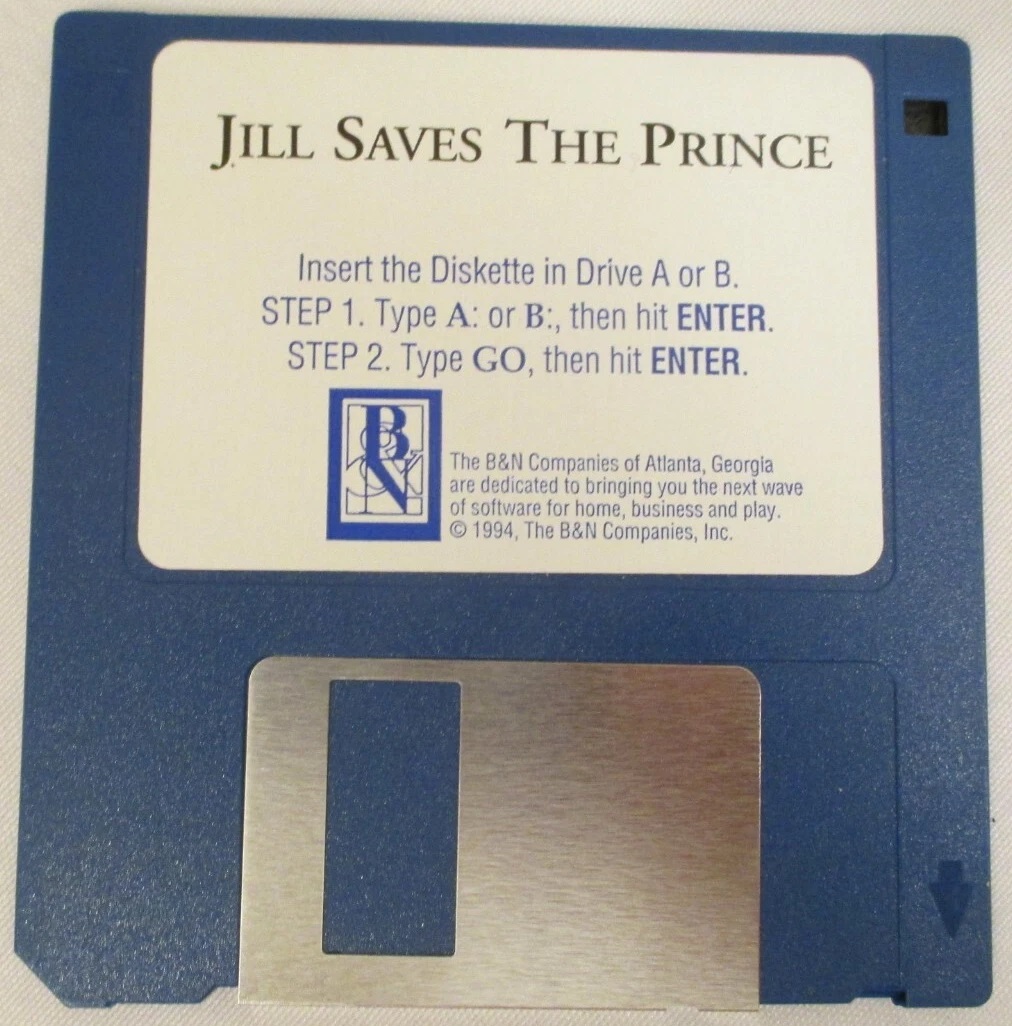 JILL SAVES THE PRINCE
Insert the Diskette in Drive A or B.
STEP 1. Type A: or B:, then hit ENTER.
STEP 2. Type GO, then hit ENTER.
B&N
The B&N Companies of Atlanta, Georgia
are dedicated to bringing you the next wave
of software for home, business and play.
© 1994, The B&N Companies, Inc.